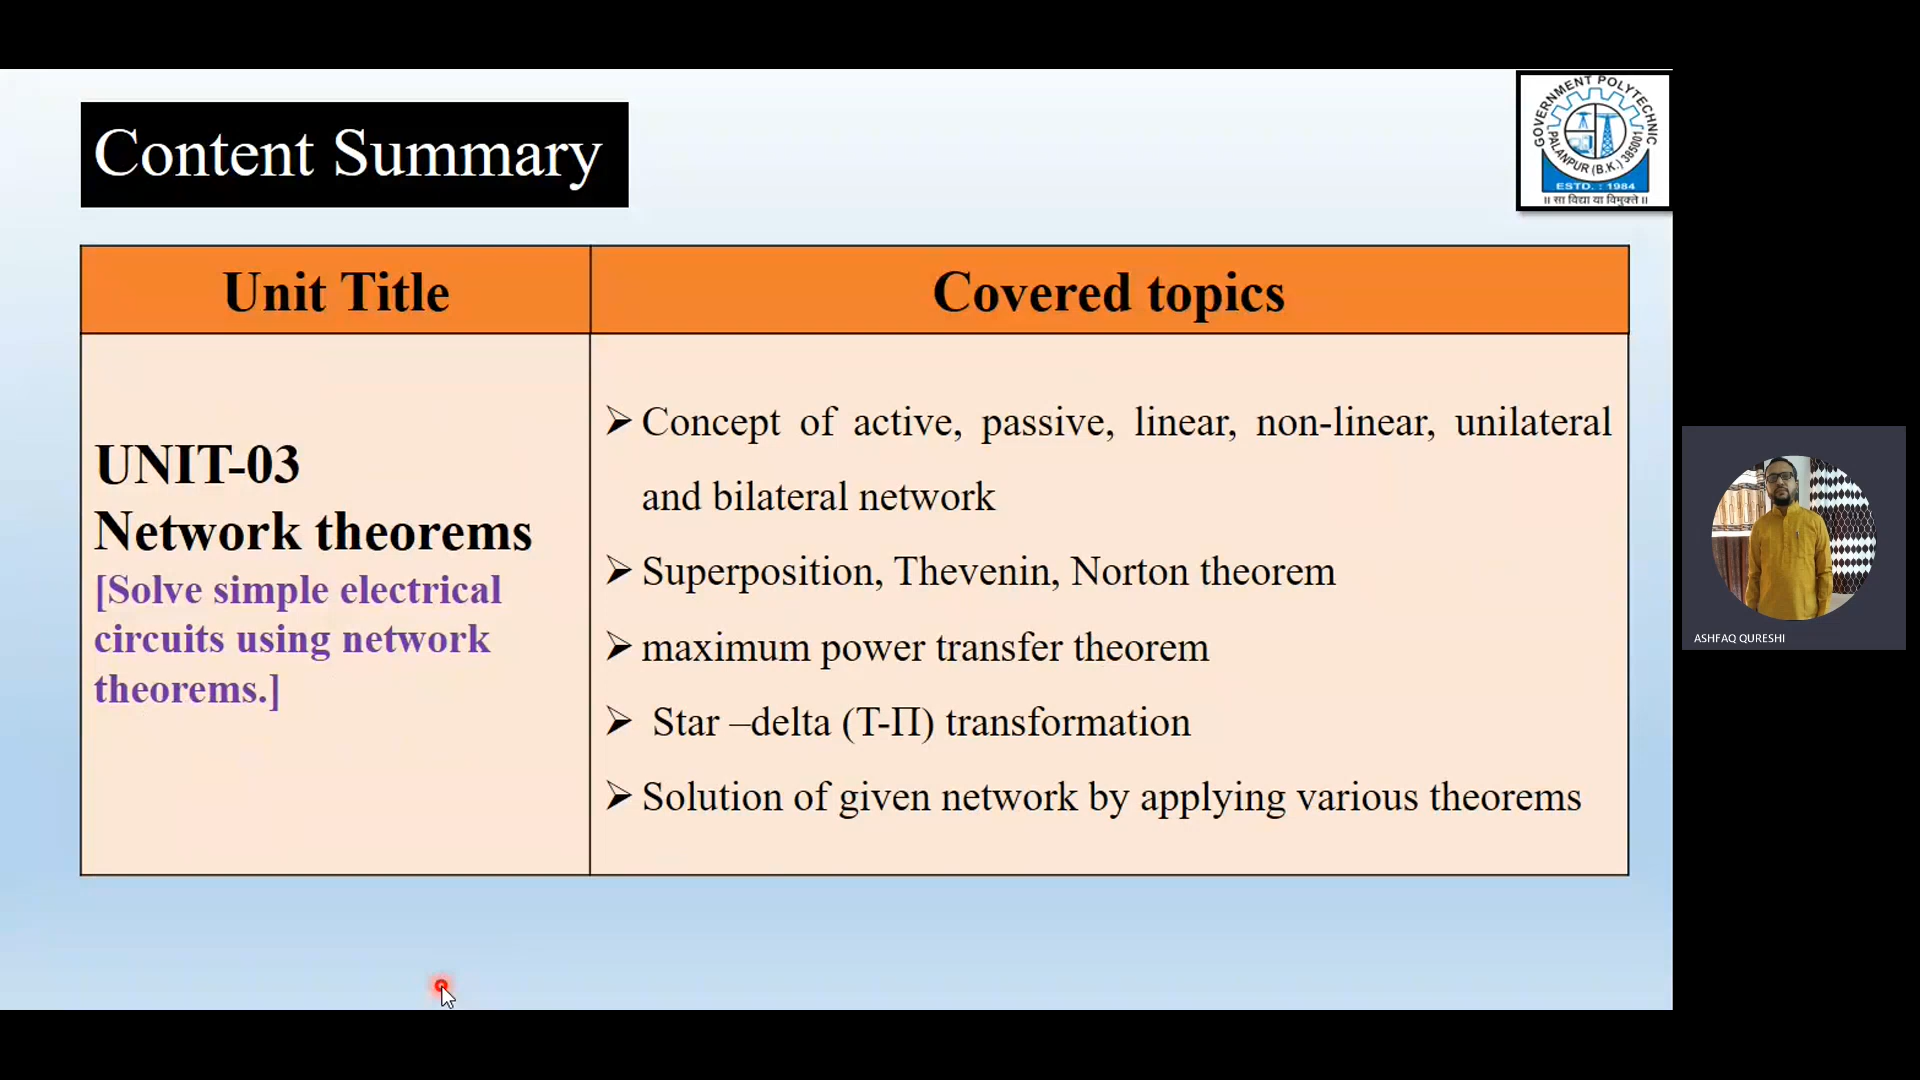 Content Summary
GOVERNMENT POLYTECHNIC
PALANPUR (B.K.) 385001
ESTD. : 1984
॥ सा विद्या या विमुक्ते ॥
Unit Title
Covered topics
UNIT-03
Network theorems
[Solve simple electrical
circuits using network
theorems.]
➢ Concept of active, passive, linear, non-linear, unilateral
and bilateral network
➢ Superposition, Thevenin, Norton theorem
➢ maximum power transfer theorem
➢ Star –delta (T-Π) transformation
➢ Solution of given network by applying various theorems
ASHFAQ QURESHI